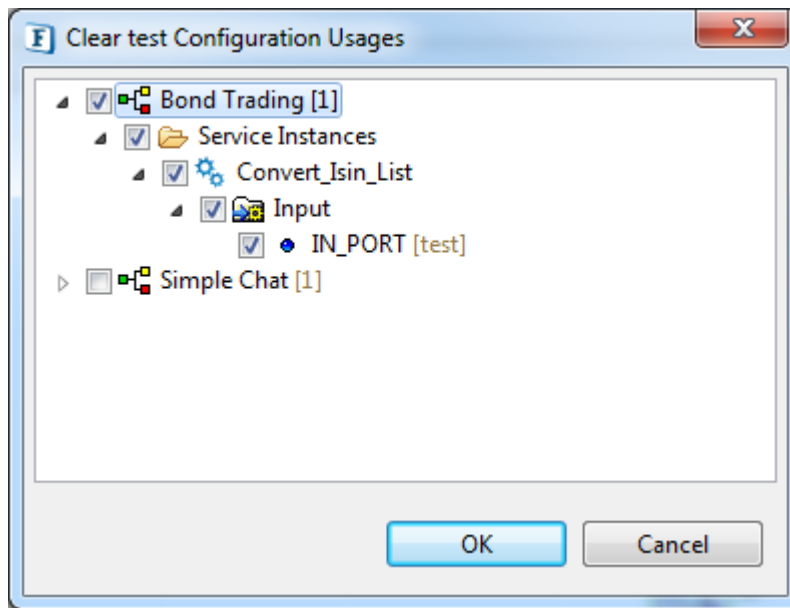 F Clear test Configuration Usages
Bond Trading [1]
Service Instances
Convert_Isin_List
Input
IN_PORT [test]
Simple Chat [1]
OK Cancel